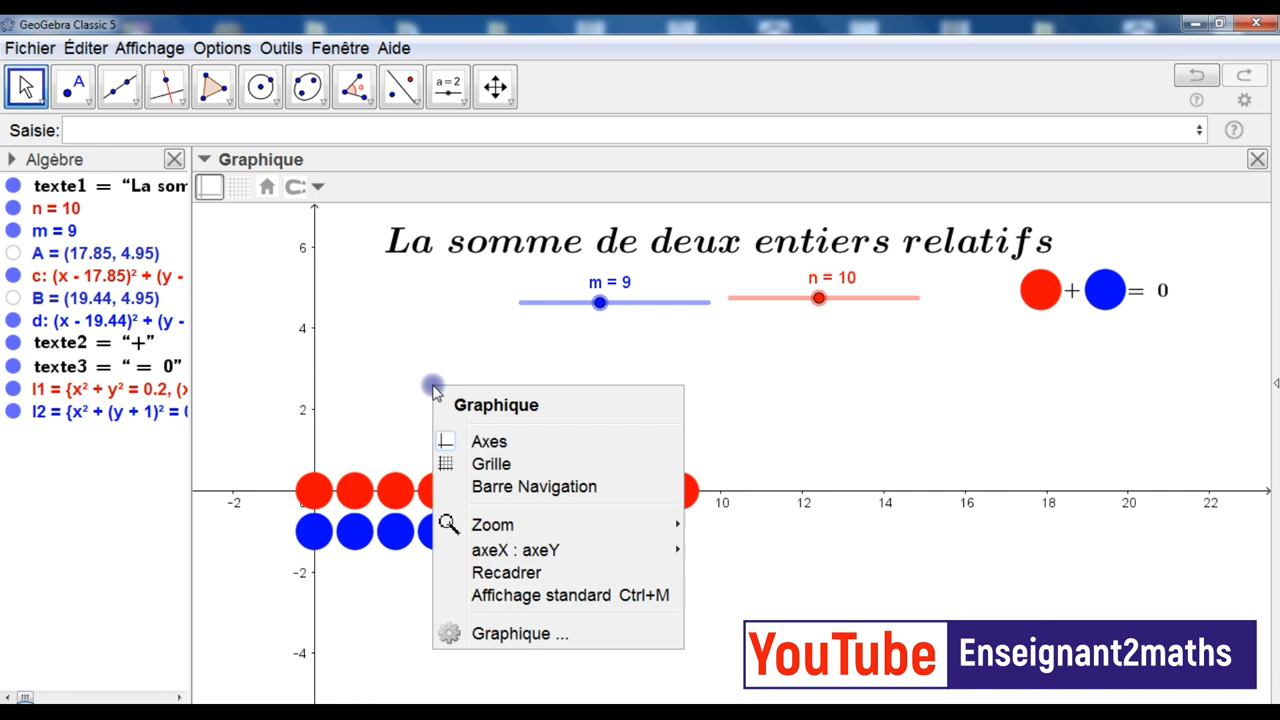 GeoGebra Classic 5
Fichier Éditer Affichage Options Outils Fenêtre Aide
A
α
a=2
Saisie:
Algèbre
Graphique
texte1 = “La som
n = 10
m = 9
A = (17.85, 4.95)
c: (x - 17.85)² + (y -
B = (19.44, 4.95)
d: (x - 19.44)² + (y -
texte2 = “+”
texte3 = “ = 0”
l1 = {x² + y² = 0.2, (x
l2 = {x² + (y + 1)² = 0
La somme de deux entiers relatifs
m = 9
n = 10
+ = 0
6
4
2
-2
-4
-2
10 12 14 16 18 20 22
Graphique
Axes
Grille
Barre Navigation
Zoom
axeX : axeY
Recadrer
Affichage standard Ctrl+M
Graphique ...
YouTube Enseignant2maths